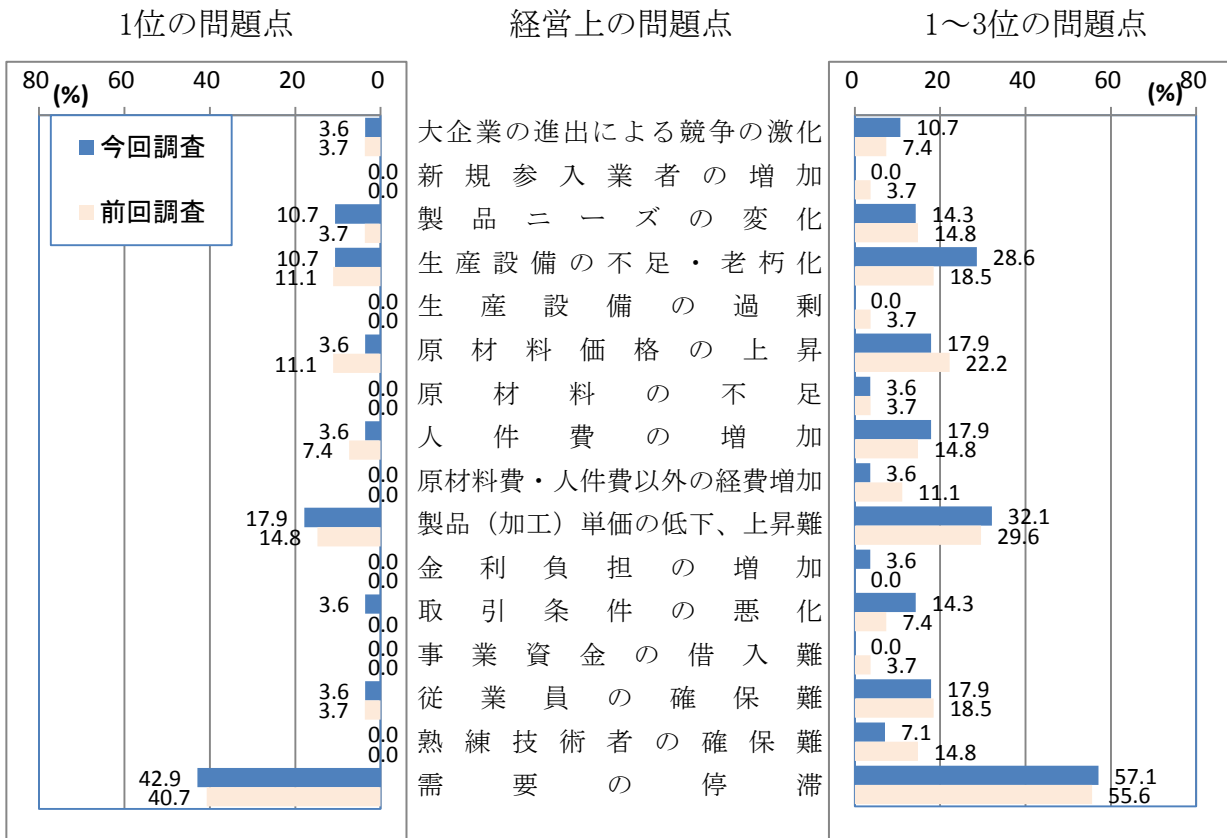 1位の問題点 経営上の問題点 1～3位の問題点
80 60 40 20 0 0 20 40 60 80
(%) (%)
今回調査
前回調査
3.6 大企業の進出による競争の激化 10.7
3.7 7.4
0.0 新規参入業者の増加 0.0
0.0 3.7
10.7 製品ニーズの変化 14.3
3.7 14.8
10.7 生産設備の不足・老朽化 28.6
11.1 18.5
0.0 生産設備の過剰 0.0
0.0 3.7
3.6 原材料価格の上昇 17.9
11.1 22.2
0.0 原材料の不足 3.6
0.0 3.7
3.6 人件費の増加 17.9
7.4 14.8
0.0 原材料費・人件費以外の経費増加 3.6
0.0 11.1
17.9 製品（加工）単価の低下、上昇難 32.1
14.8 29.6
0.0 金利負担の増加 3.6
0.0 0.0
3.6 取引条件の悪化 14.3
0.0 7.4
0.0 事業資金の借入難 0.0
0.0 3.7
3.6 従業員の確保難 17.9
3.7 18.5
0.0 熟練技術者の確保難 7.1
0.0 14.8
42.9 需要の停滞 57.1
40.7 55.6